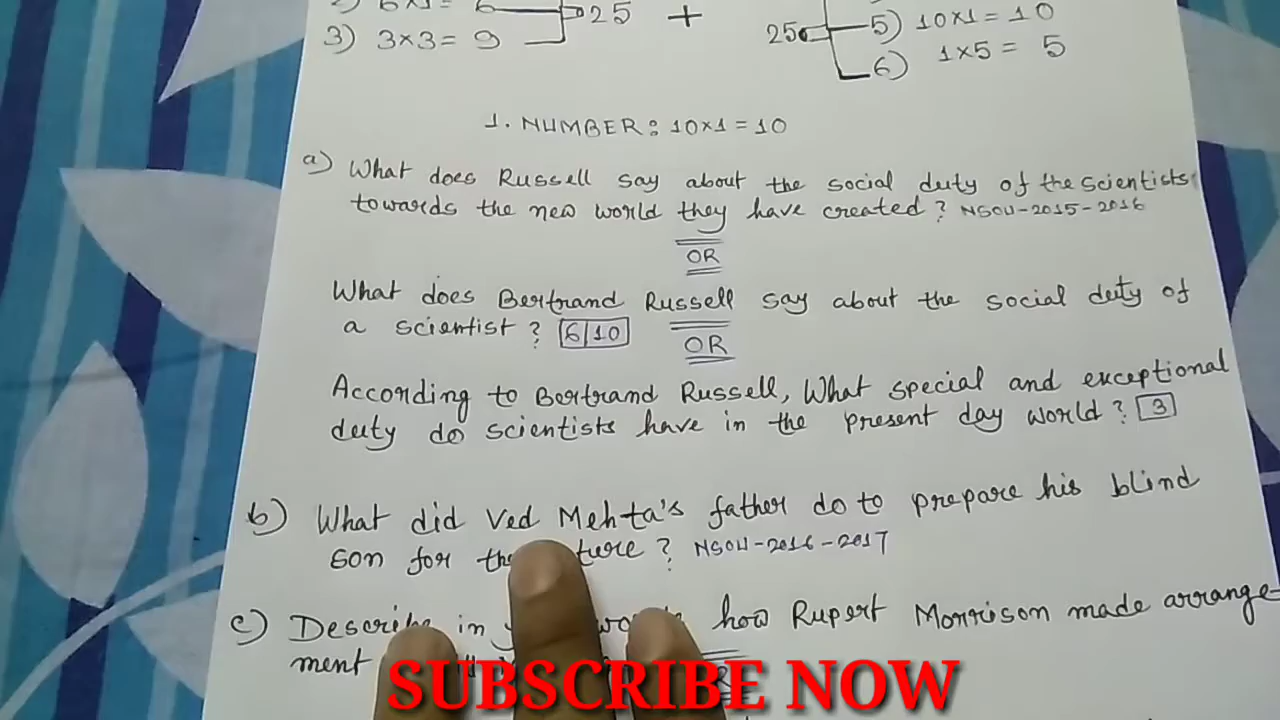 2) 6×1= 6
25 +
3) 3×3= 9
25
5) 10×1= 10
6) 1×5 = 5
1. NUMBER: 10×1=10
a) What does Russell say about the social duty of the scientists
towards the new world they have created? NSOU-2015-2016
OR
What does Bertrand Russell say about the social duty of
a scientist? 6/10
OR
According to Bertrand Russell, What special and exceptional
duty do scientists have in the present day world? 3
b) What did Ved Mehta's father do to prepare his blind
son for the ture? NSOU-2016-2017
c) Describe in how Rupert Morrison made arrange-
ment
SUBSCRIBE NOW